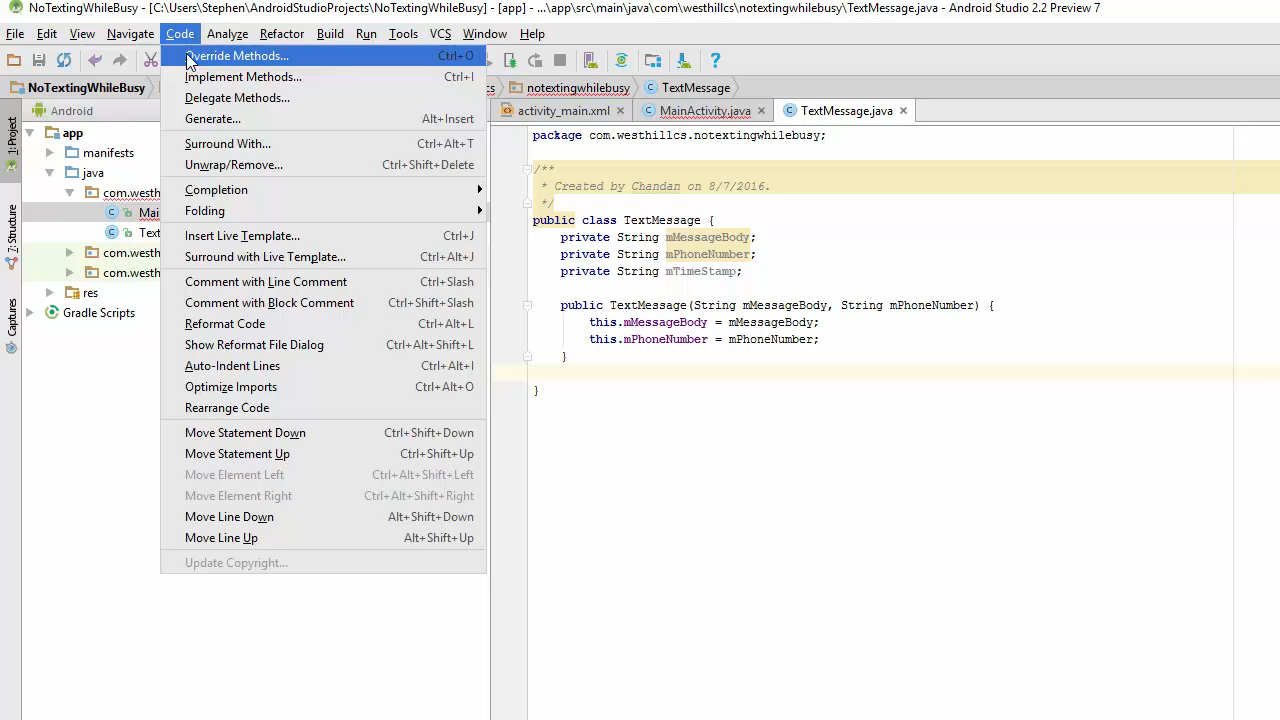 NoTextingWhileBusy - [C:\Users\Stephen\AndroidStudioProjects\NoTextingWhileBusy] - [app] - ...\app\src\main\java\com\westhillcs\notextingwhilebusy\TextMessage.java - Android Studio 2.2 Preview 7
File Edit View Navigate Code Analyze Refactor Build Run Tools VCS Window Help
NoTextingWhileBusy notextingwhilebusy TextMessage
Android activity_main.xml MainActivity.java TextMessage.java
1: Project
7: Structure
Captures
app
manifests
java
com.westh
Mai
Text
com.westh
com.westh
res
Gradle Scripts
Override Methods... Ctrl+O
Implement Methods... Ctrl+I
Delegate Methods...
Generate... Alt+Insert
Surround With... Ctrl+Alt+T
Unwrap/Remove... Ctrl+Shift+Delete
Completion
Folding
Insert Live Template... Ctrl+J
Surround with Live Template... Ctrl+Alt+J
Comment with Line Comment Ctrl+Slash
Comment with Block Comment Ctrl+Shift+Slash
Reformat Code Ctrl+Alt+L
Show Reformat File Dialog Ctrl+Alt+Shift+L
Auto-Indent Lines Ctrl+Alt+I
Optimize Imports Ctrl+Alt+O
Rearrange Code
Move Statement Down Ctrl+Shift+Down
Move Statement Up Ctrl+Shift+Up
Move Element Left Ctrl+Alt+Shift+Left
Move Element Right Ctrl+Alt+Shift+Right
Move Line Down Alt+Shift+Down
Move Line Up Alt+Shift+Up
Update Copyright...
package com.westhillcs.notextingwhilebusy;
/**
* Created by Chandan on 8/7/2016.
*/
public class TextMessage {
private String mMessageBody;
private String mPhoneNumber;
private String mTimeStamp;
public TextMessage(String mMessageBody, String mPhoneNumber) {
this.mMessageBody = mMessageBody;
this.mPhoneNumber = mPhoneNumber;
}
}